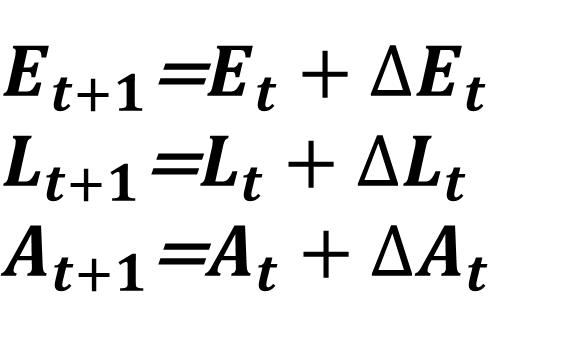 E_{t+1}=E_t + ΔE_t
L_{t+1}=L_t + ΔL_t
A_{t+1}=A_t + ΔA_t